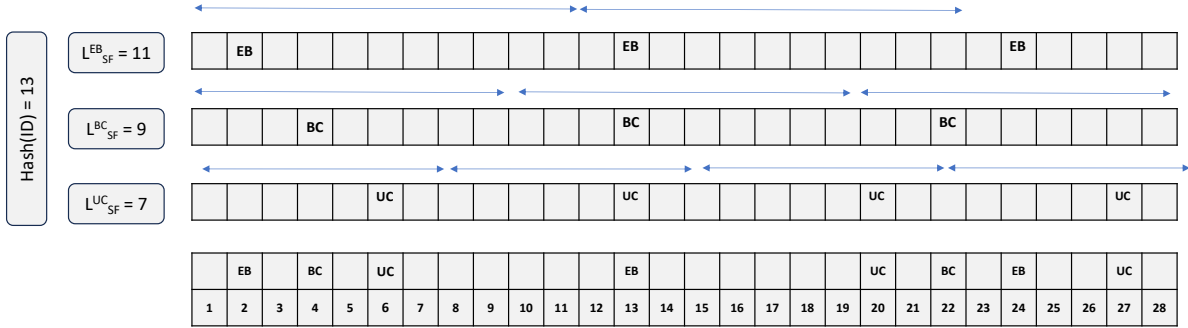 Hash(ID) = 13
L^EB_SF = 11
EB EB EB
L^BC_SF = 9
BC BC BC
L^UC_SF = 7
UC UC UC UC
EB BC UC EB UC BC EB UC
1 2 3 4 5 6 7 8 9 10 11 12 13 14 15 16 17 18 19 20 21 22 23 24 25 26 27 28